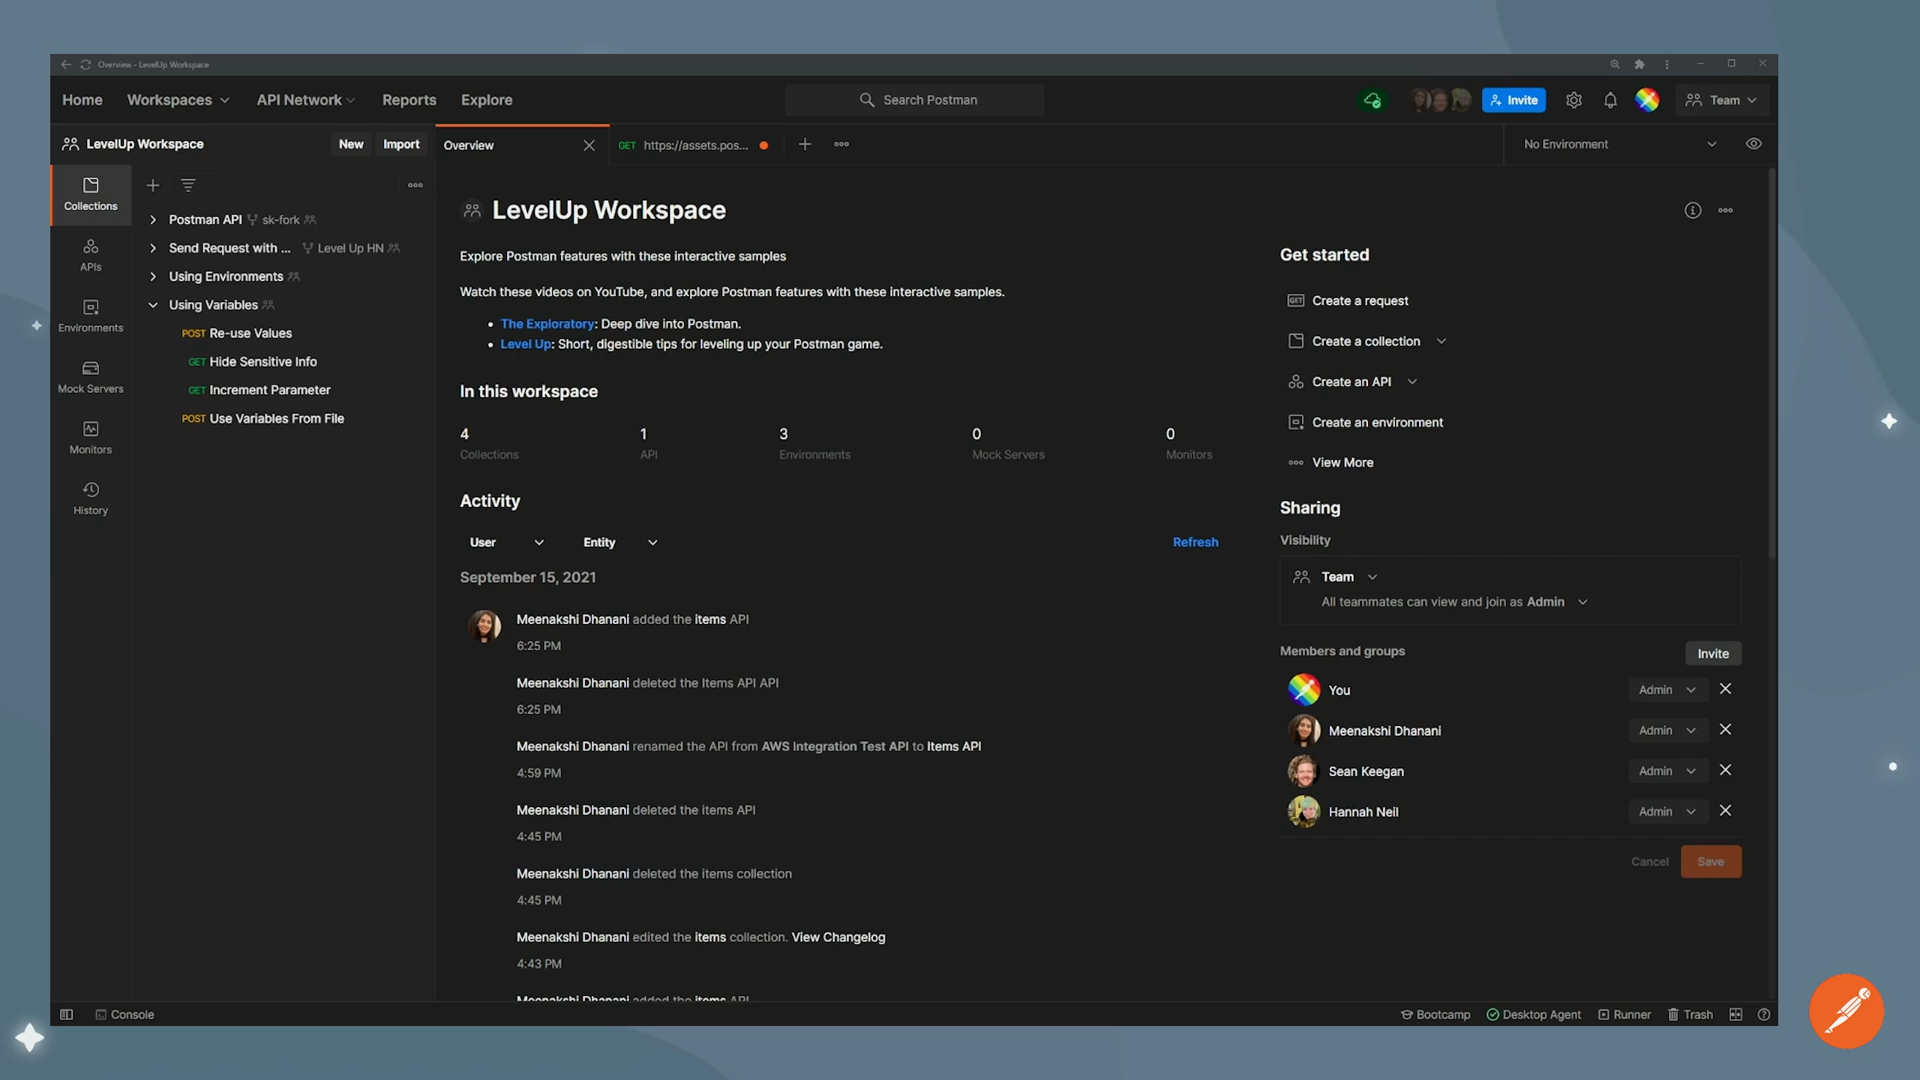 Overview - LevelUp Workspace
Home Workspaces API Network Reports Explore
Search Postman
Invite
Team
LevelUp Workspace
New Import
Overview
GET https://assets.pos...
No Environment
Collections
APIs
Environments
Mock Servers
Monitors
History
Postman API sk-fork
Send Request with ... Level Up HN
Using Environments
Using Variables
POST Re-use Values
GET Hide Sensitive Info
GET Increment Parameter
POST Use Variables From File
LevelUp Workspace
Explore Postman features with these interactive samples
Watch these videos on YouTube, and explore Postman features with these interactive samples.
• The Exploratory: Deep dive into Postman.
• Level Up: Short, digestible tips for leveling up your Postman game.
In this workspace
4 1 3 0 0
Collections API Environments Mock Servers Monitors
Activity
User Entity Refresh
September 15, 2021
Meenakshi Dhanani added the items API
6:25 PM
Meenakshi Dhanani deleted the Items API API
6:25 PM
Meenakshi Dhanani renamed the API from AWS Integration Test API to Items API
4:59 PM
Meenakshi Dhanani deleted the items API
4:45 PM
Meenakshi Dhanani deleted the items collection
4:45 PM
Meenakshi Dhanani edited the items collection. View Changelog
4:43 PM
Meenakshi Dhanani added the items API
Get started
GET Create a request
Create a collection
Create an API
Create an environment
View More
Sharing
Visibility
Team
All teammates can view and join as Admin
Members and groups Invite
You Admin
Meenakshi Dhanani Admin
Sean Keegan Admin
Hannah Neil Admin
Cancel Save
Console
Bootcamp Desktop Agent Runner Trash